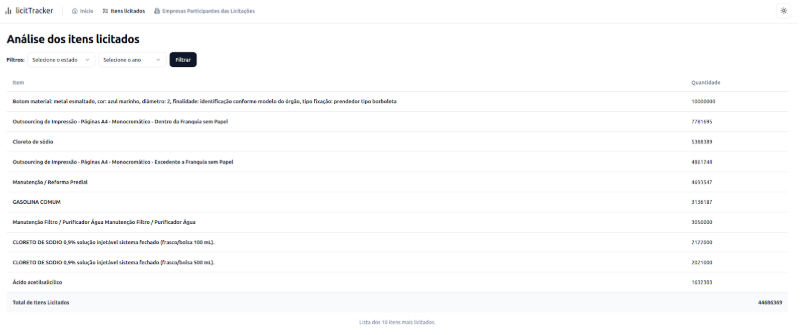 licitTracker
Início
Itens licitados
Empresas Participantes das Licitações
Análise dos itens licitados
Filtros: Selecione o estado Selecione o ano Filtrar
Item Quantidade
Botom material: metal esmaltado, cor: azul marinho, diâmetro: 2, finalidade: identificação conforme modelo do órgão, tipo fixação: prendedor tipo borboleta 10000000
Outsourcing de Impressão - Páginas A4 - Monocromático - Dentro da Franquia sem Papel 7781695
Cloreto de sódio 5388389
Outsourcing de Impressão - Páginas A4 - Monocromático - Excedente a Franquia sem Papel 4861248
Manutenção / Reforma Predial 4693547
GASOLINA COMUM 3136187
Manutenção Filtro / Purificador Água Manutenção Filtro / Purificador Água 3050000
CLORETO DE SODIO 0,9% solução injetável sistema fechado (frasco/bolsa 100 mL). 2122000
CLORETO DE SODIO 0,9% solução injetável sistema fechado (frasco/bolsa 500 mL). 2021000
Ácido acetilsalicílico 1632303
Total de Itens Licitados 44686369
Lista dos 10 itens mais licitados.